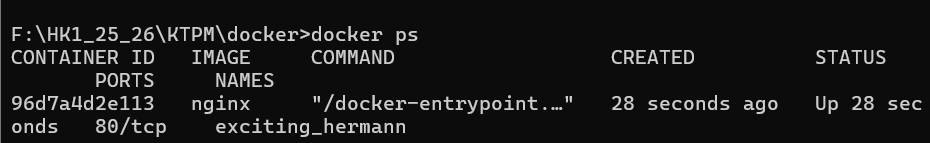 F:\HK1_25_26\KTPM\docker>docker ps
CONTAINER ID   IMAGE     COMMAND                  CREATED          STATUS
       PORTS     NAMES
96d7a4d2e113   nginx     "/docker-entrypoint.…"   28 seconds ago   Up 28 sec
onds   80/tcp    exciting_hermann